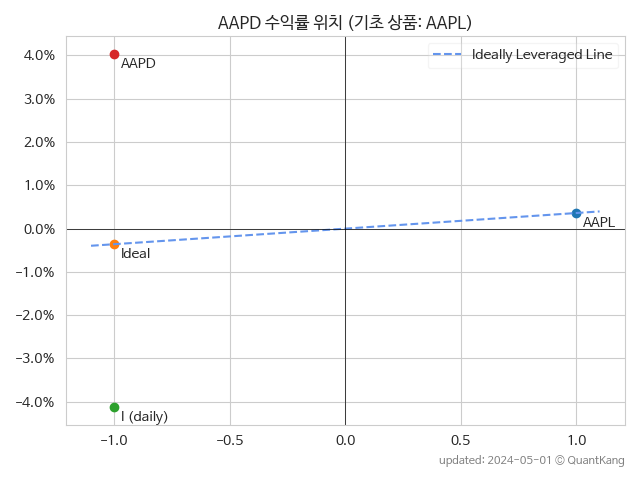 AAPD 수익률 위치 (기초 상품: AAPL)
Ideally Leveraged Line
4.0%
AAPD
3.0%
2.0%
1.0%
0.0%
AAPL
Ideal
−1.0%
−2.0%
−3.0%
−4.0%
I (daily)
−1.0 −0.5 0.0 0.5 1.0
updated: 2024-05-01 © QuantKang